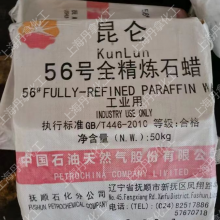 昆仑
KunLun
56号全精炼石蜡
56#FULLY-REFINED PARAFFIN W
工业用
INDUSTRY USE ONLY
执行标准GB/T446-2010 等级:合格
净含量(N.W.):50kg
中国石油天然气股份有限公司
PETROCHINA COMPANY LIMITED
抚顺石化分公司
FUSHUN PETROCHEMICAL COMPANY
辽宁省抚顺市新抚区凤翔路